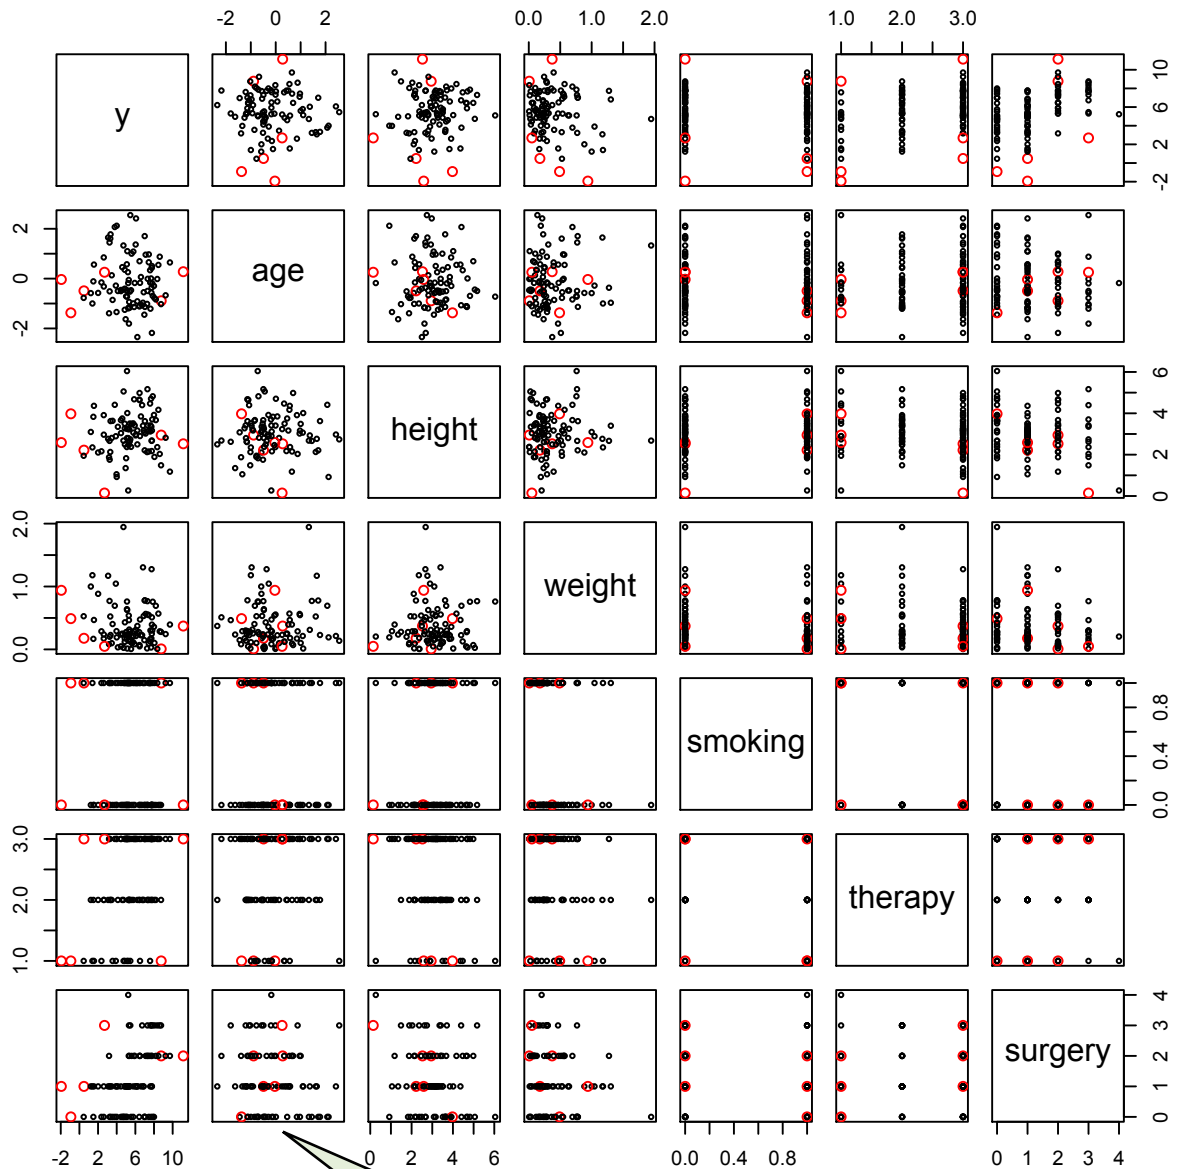 -2 0 2 0.0 1.0 2.0 1.0 2.0 3.0
y -2 2 6 10
-2 0 2 age
height 0 2 4 6
0.0 1.0 2.0 weight
smoking 0.0 0.4 0.8
1.0 2.0 3.0 therapy
surgery 0 1 2 3 4
-2 2 6 10 0 2 4 6 0.0 0.4 0.8 0 1 2 3 4